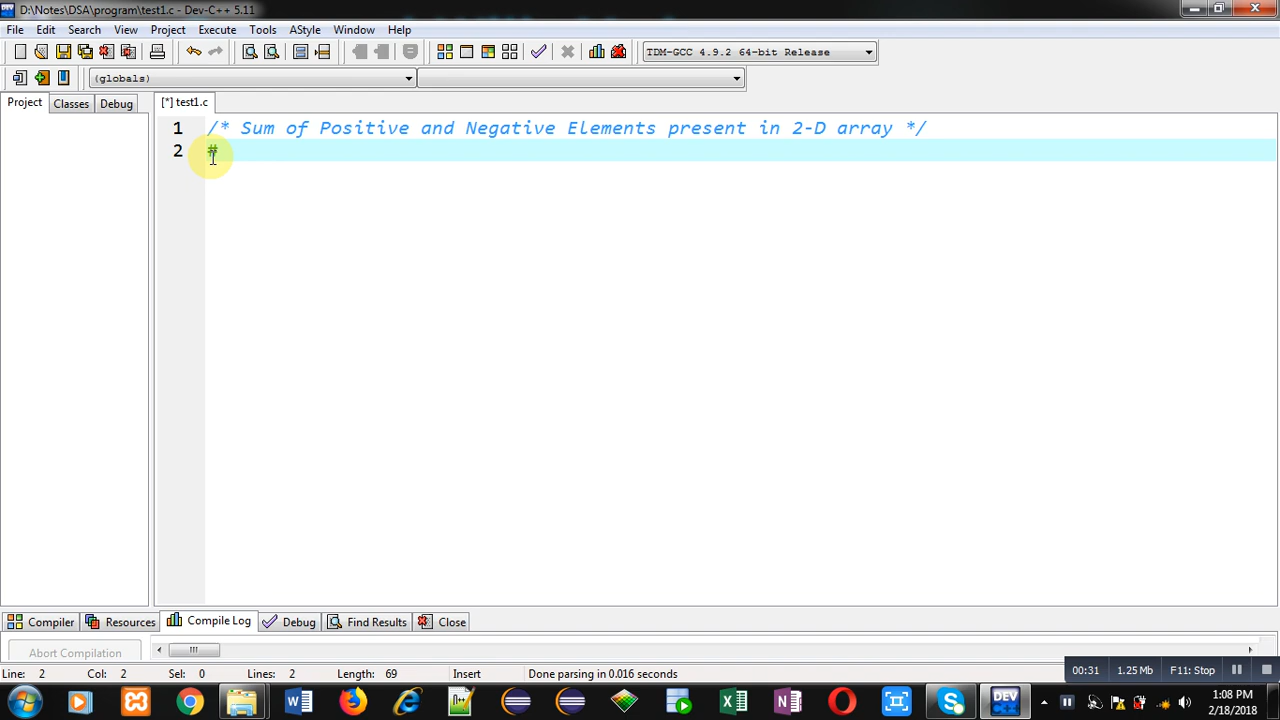 D:\Notes\DSA\program\test1.c - Dev-C++ 5.11
File Edit Search View Project Execute Tools AStyle Window Help
TDM-GCC 4.9.2 64-bit Release
(globals)
Project Classes Debug [*] test1.c
1 /* Sum of Positive and Negative Elements present in 2-D array */
2 #
Compiler Resources Compile Log Debug Find Results Close
Abort Compilation
Line: 2 Col: 2 Sel: 0 Lines: 2 Length: 69 Insert Done parsing in 0.016 seconds
00:31 1.25 Mb F11: Stop
DEV
1:08 PM
2/18/2018